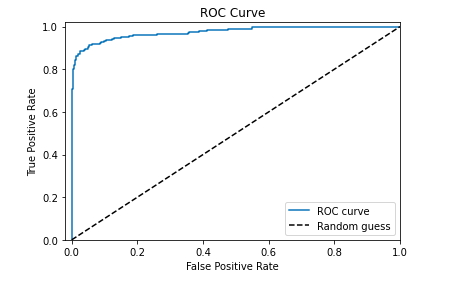 ROC Curve
True Positive Rate
1.0
0.8
0.6
0.4
0.2
0.0
0.0 0.2 0.4 0.6 0.8 1.0
False Positive Rate
ROC curve
Random guess